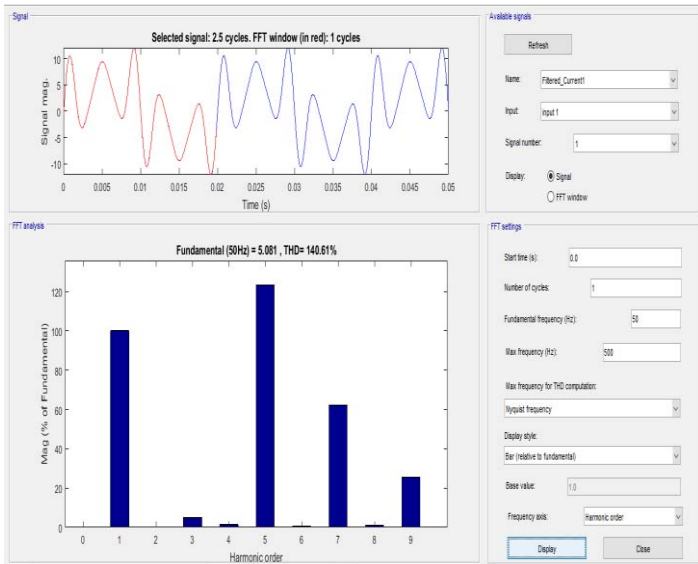 Signal
Selected signal: 2.5 cycles. FFT window (in red): 1 cycles
Signal mag.
10
5
0
-5
-10
0 0.005 0.01 0.015 0.02 0.025 0.03 0.035 0.04 0.045 0.05
Time (s)
Available signals
Refresh
Name: Filtered_Current1
Input: input 1
Signal number: 1
Display: Signal
FFT window
FFT analysis
Fundamental (50Hz) = 5.081 , THD= 140.61%
Mag (% of Fundamental)
120
100
80
60
40
20
0
0 1 2 3 4 5 6 7 8 9
Harmonic order
FFT settings
Start time (s): 0.0
Number of cycles: 1
Fundamental frequency (Hz): 50
Max frequency (Hz): 500
Max frequency for THD computation:
Nyquist frequency
Display style:
Bar (relative to fundamental)
Base value: 1.0
Frequency axis: Harmonic order
Display Close